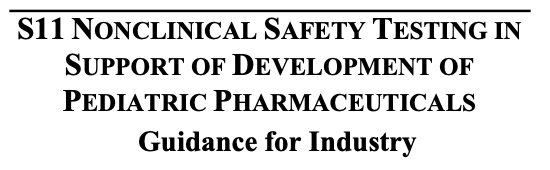 S11 NONCLINICAL SAFETY TESTING IN
SUPPORT OF DEVELOPMENT OF
PEDIATRIC PHARMACEUTICALS
Guidance for Industry